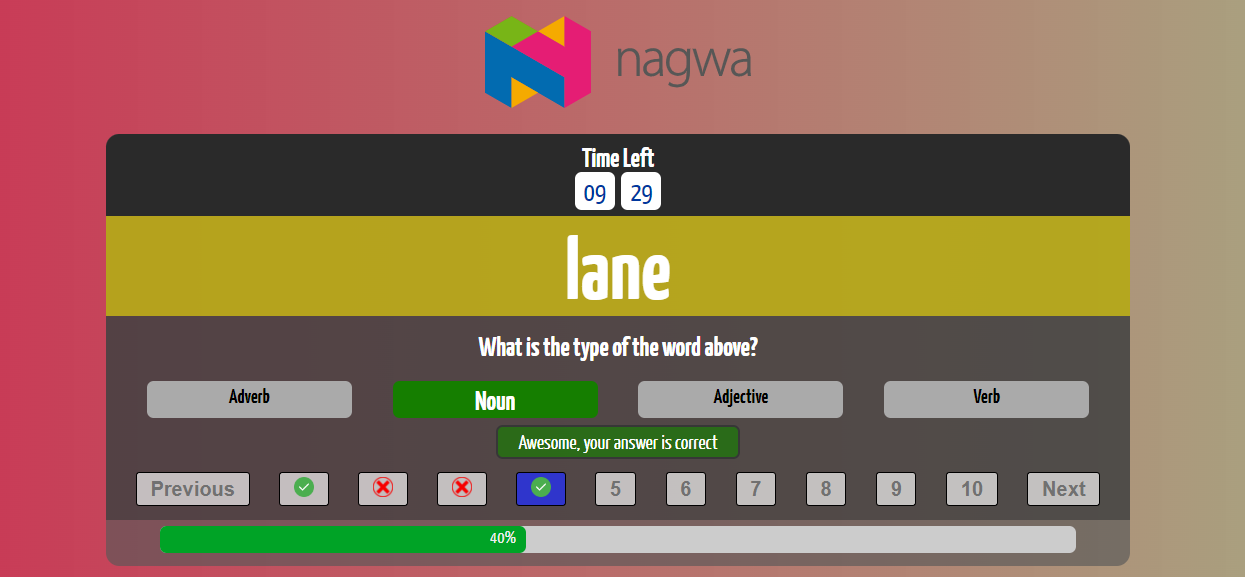 nagwa
Time Left
09 29
lane
What is the type of the word above?
Adverb Noun Adjective Verb
Awesome, your answer is correct
Previous 5 6 7 8 9 10 Next
40%